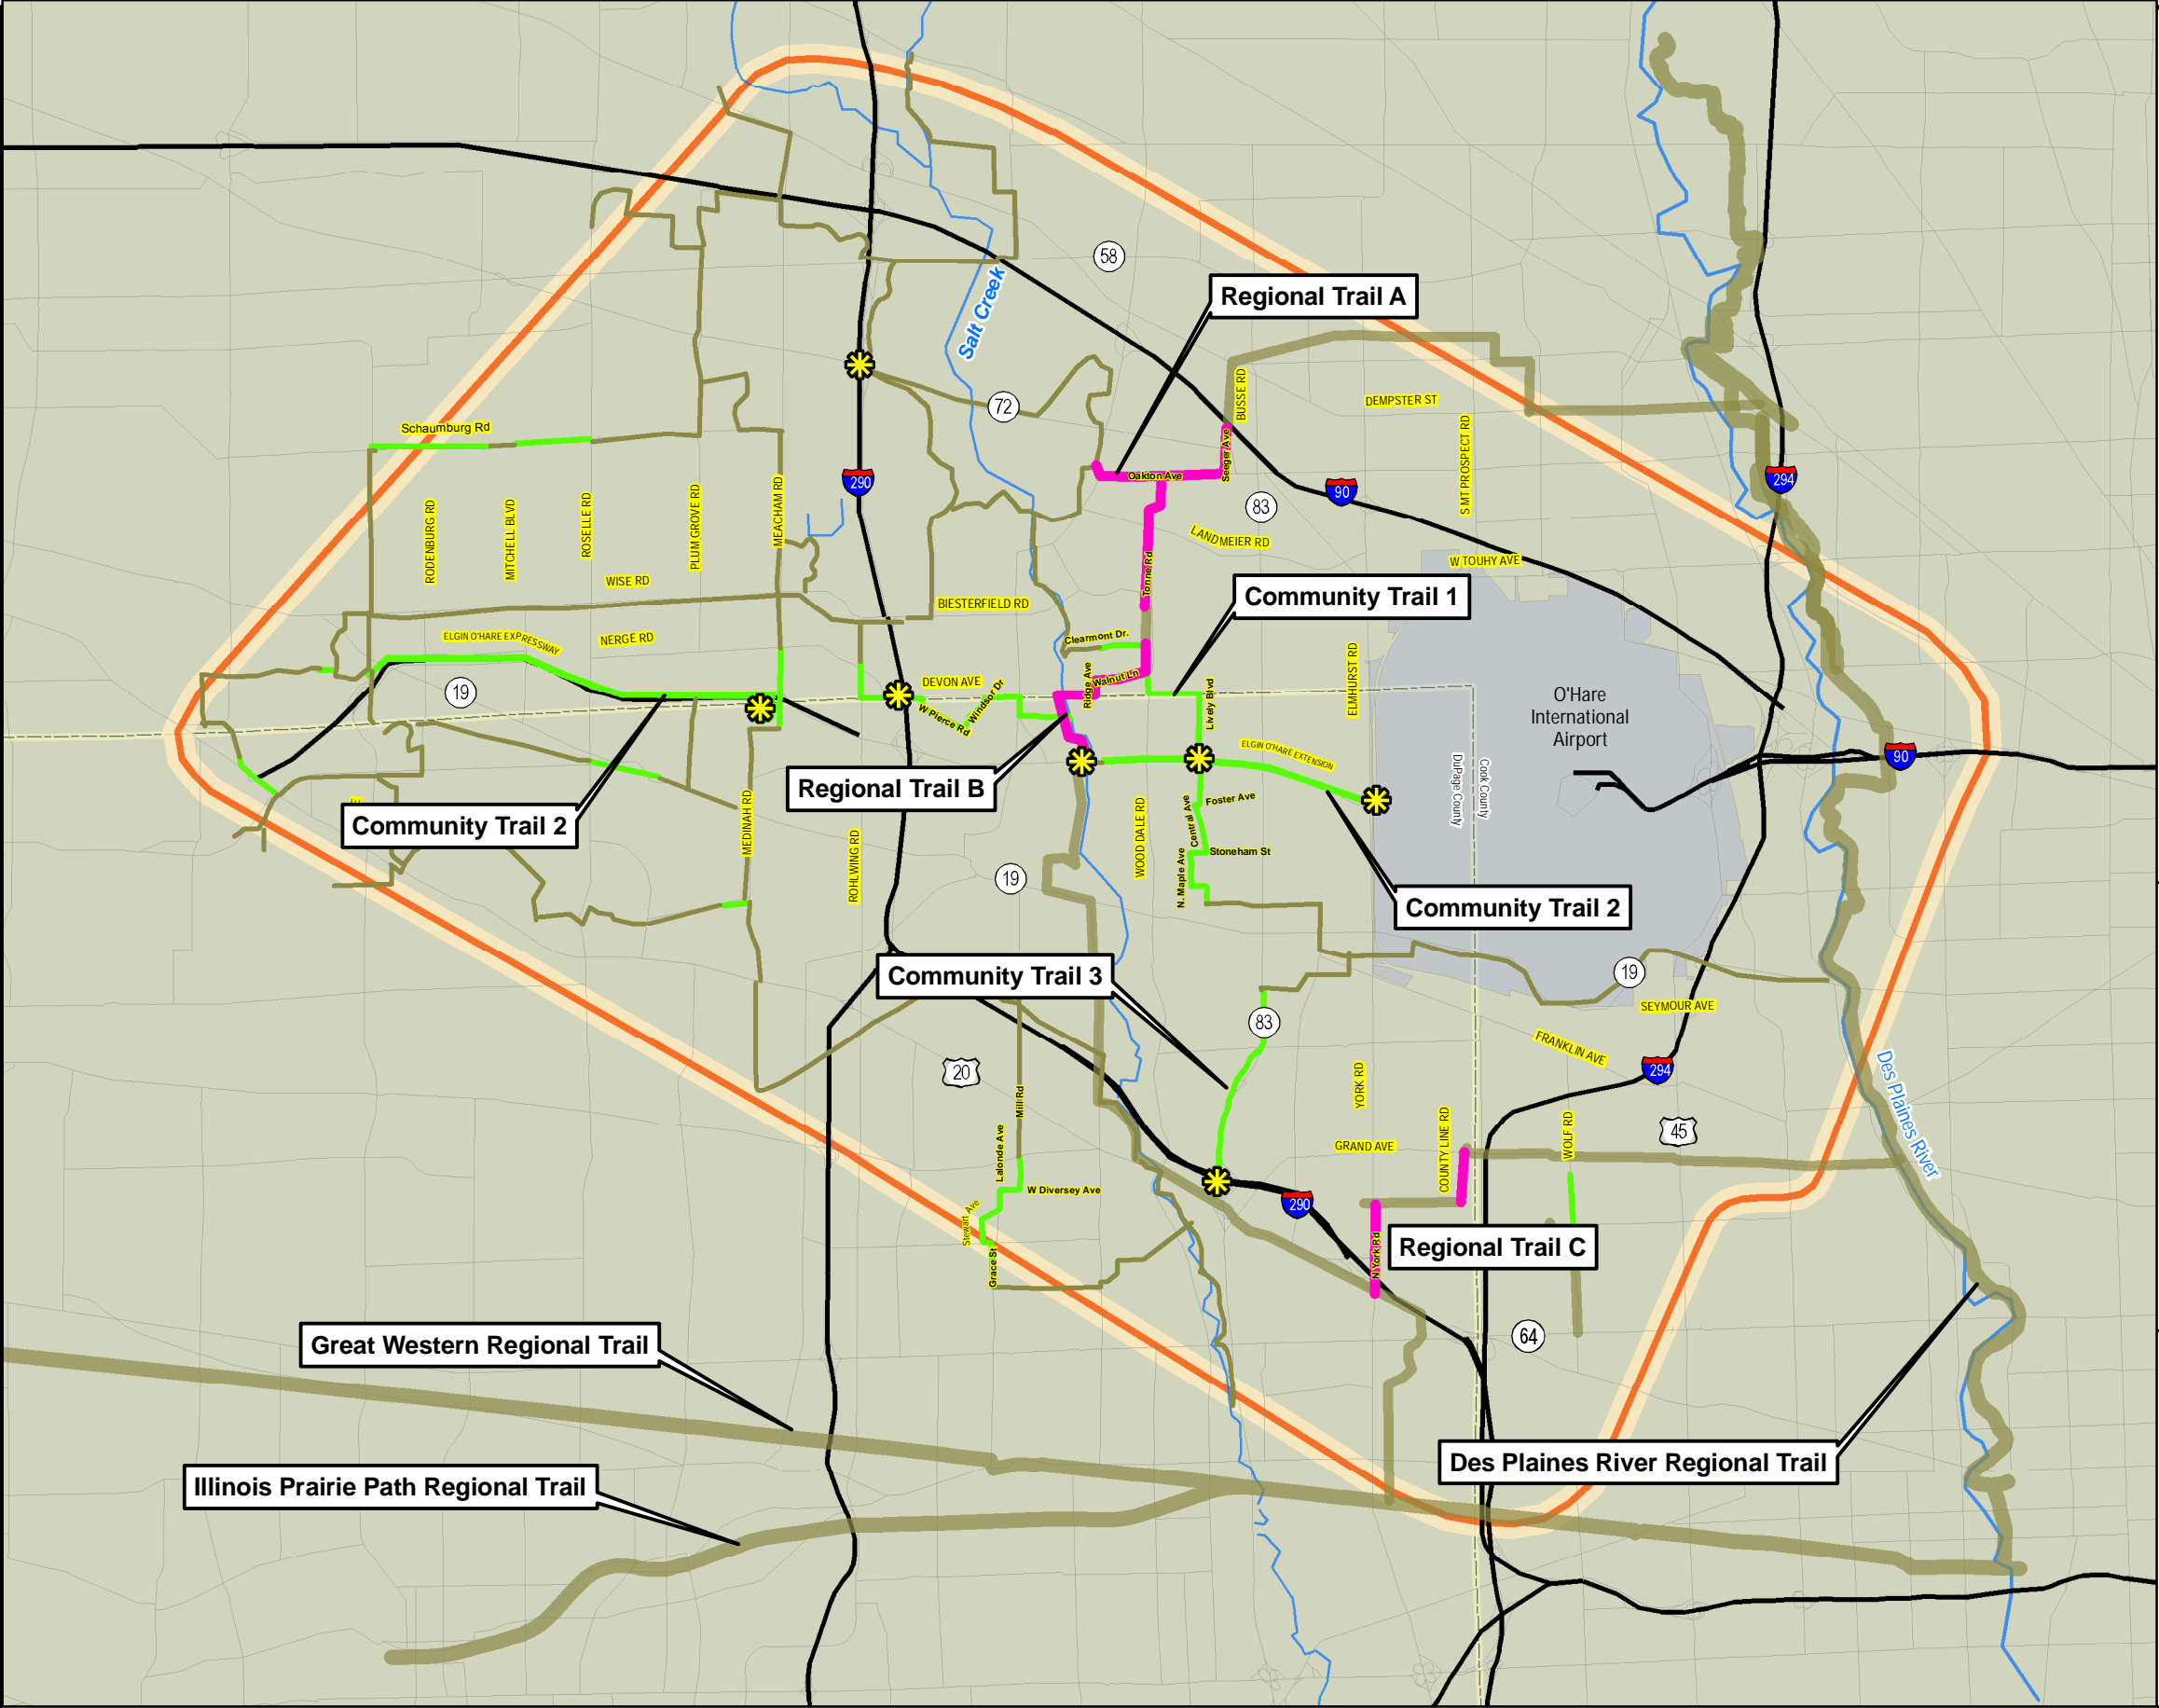 58
Regional Trail A
Salt Creek
BUSSE RD
72
DEMPSTER ST
Schaumburg Rd
S MT PROSPECT RD
Seeger Ave
Oakton Ave
290
90
294
83
RODENBURG RD
MITCHELL BLVD
ROSELLE RD
PLUM GROVE RD
MEACHAM RD
LANDMEIER RD
W TOUHY AVE
WISE RD
Tonne Rd
BIESTERFIELD RD
Community Trail 1
ELGIN O'HARE EXPRESSWAY
NERGE RD
Clearmont Dr.
ELMHURST RD
19
DEVON AVE
Ridge Ave
Walnut Ln
Lively Blvd
Windsor Dr
W Pierce Rd
O'Hare
International
Airport
ELGIN O'HARE EXTENSION
90
DuPage County
Cook County
Regional Trail B
Community Trail 2
MEDINAH RD
ROHLWING RD
WOOD DALE RD
Central Ave
Foster Ave
Stoneham St
N. Maple Ave
19
Community Trail 2
Community Trail 3
19
SEYMOUR AVE
83
FRANKLIN AVE
20
294
YORK RD
Des Plaines River
Mill Rd
COUNTY LINE RD
WOLF RD
45
GRAND AVE
Lalonde Ave
W Diversey Ave
290
Stewart Ave
N York Rd
Regional Trail C
Grace St
64
Great Western Regional Trail
Des Plaines River Regional Trail
Illinois Prairie Path Regional Trail